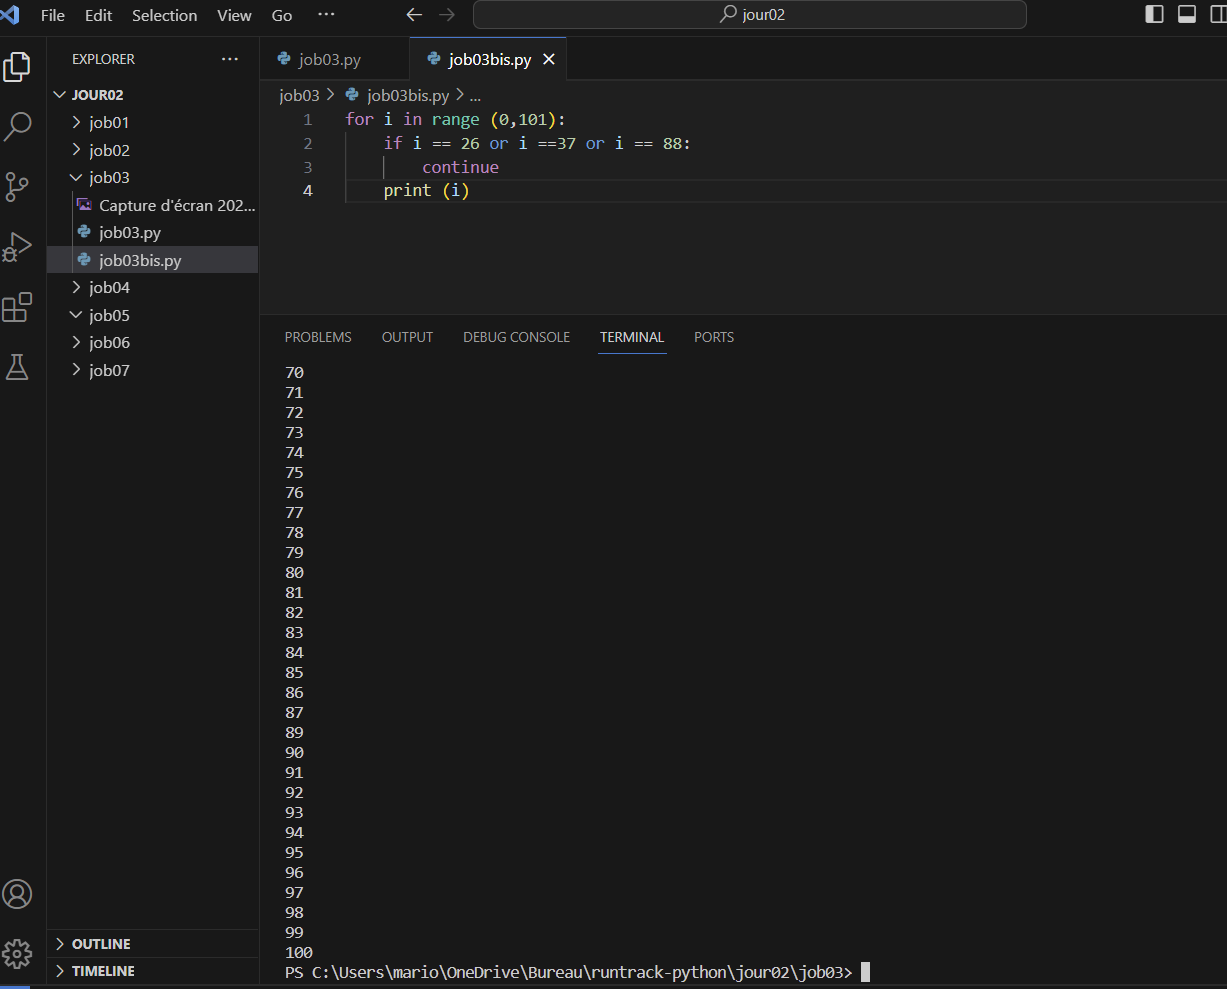 File Edit Selection View Go ··· jour02
EXPLORER ···
JOUR02
job01
job02
job03
Capture d'écran 202...
job03.py
job03bis.py
job04
job05
job06
job07
OUTLINE
TIMELINE
job03.py job03bis.py
job03 > job03bis.py > ...
1 for i in range (0,101):
2 if i == 26 or i ==37 or i == 88:
3 continue
4 print (i)
PROBLEMS OUTPUT DEBUG CONSOLE TERMINAL PORTS
70
71
72
73
74
75
76
77
78
79
80
81
82
83
84
85
86
87
89
90
91
92
93
94
95
96
97
98
99
100
PS C:\Users\mario\OneDrive\Bureau\runtrack-python\jour02\job03>